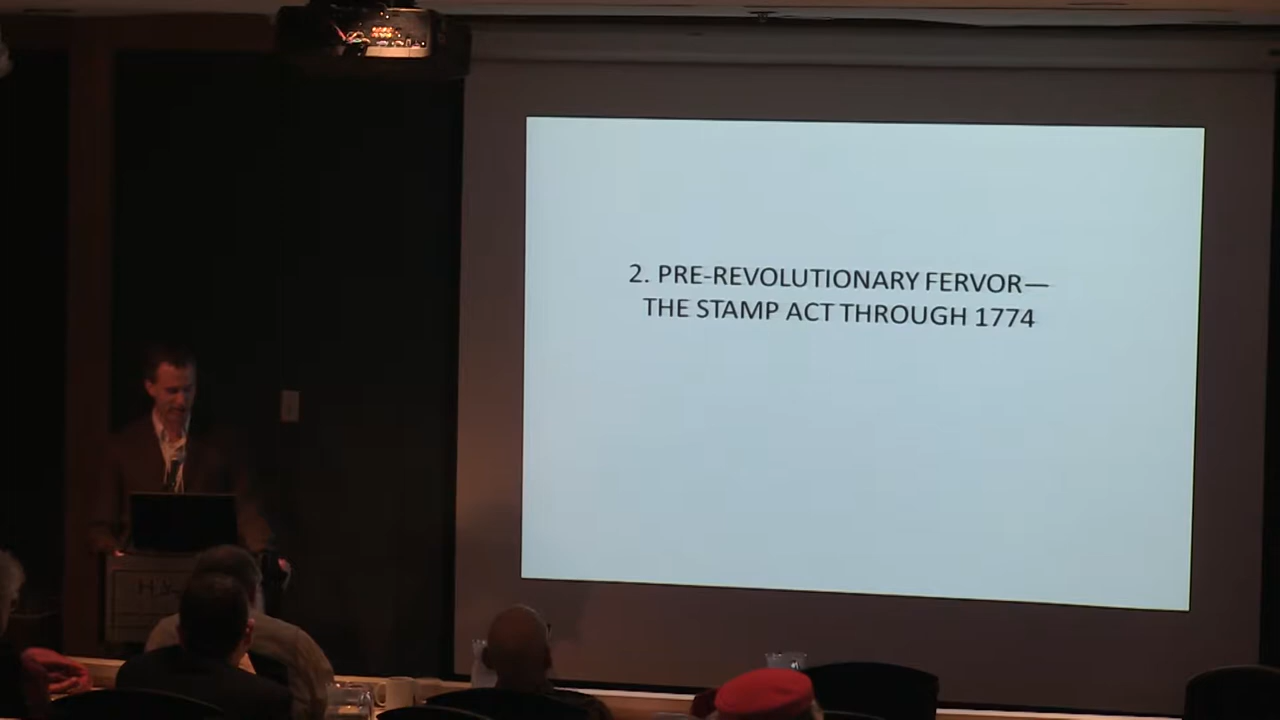 2. PRE-REVOLUTIONARY FERVOR—
THE STAMP ACT THROUGH 1774